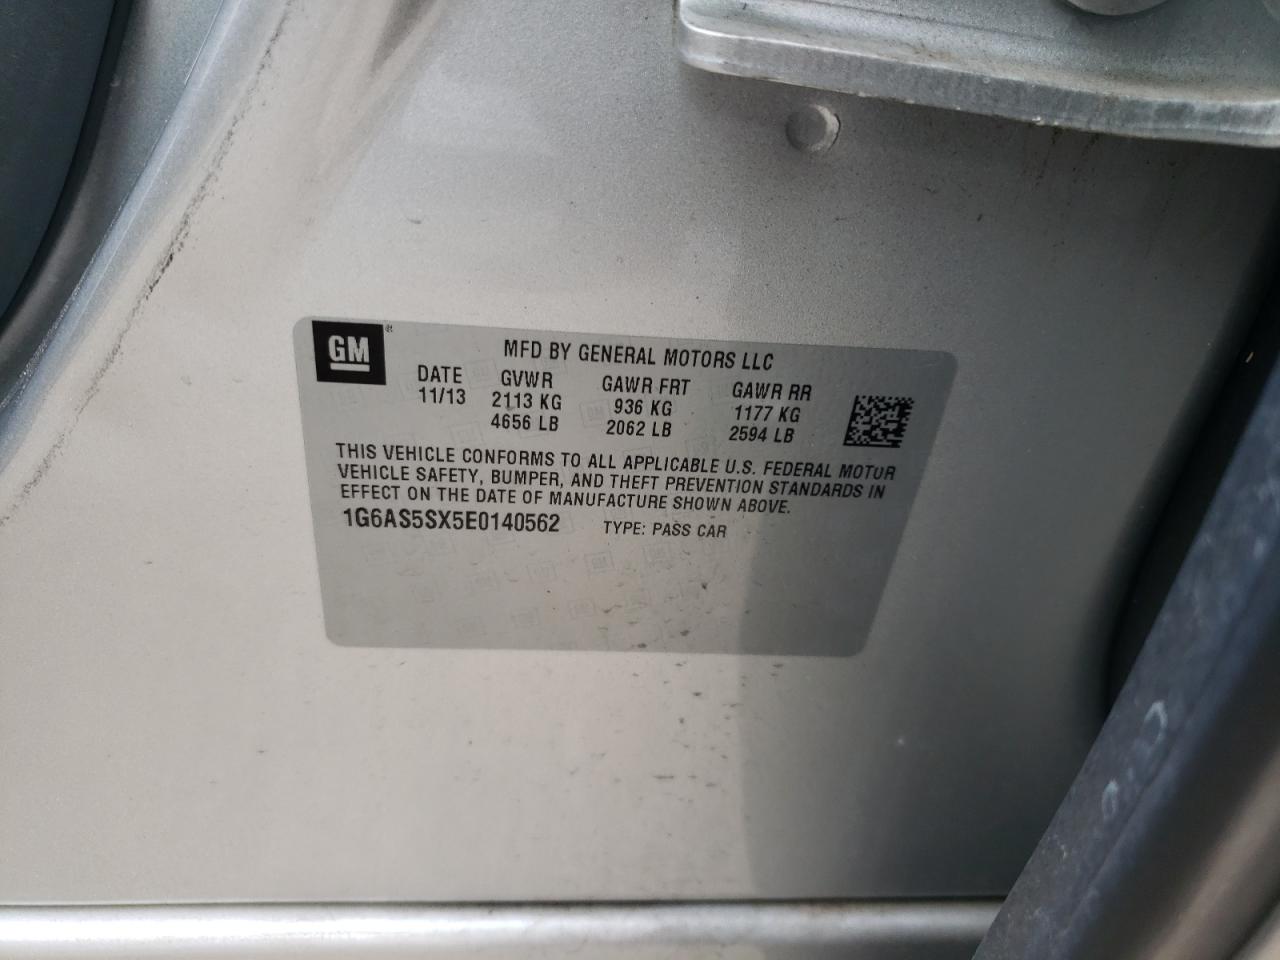 GM
MFD BY GENERAL MOTORS LLC
DATE GVWR GAWR FRT GAWR RR
11/13 2113 KG 936 KG 1177 KG
4656 LB 2062 LB 2594 LB
THIS VEHICLE CONFORMS TO ALL APPLICABLE U.S. FEDERAL MOTOR
VEHICLE SAFETY, BUMPER, AND THEFT PREVENTION STANDARDS IN
EFFECT ON THE DATE OF MANUFACTURE SHOWN ABOVE.
1G6AS5SX5E0140562 TYPE: PASS CAR